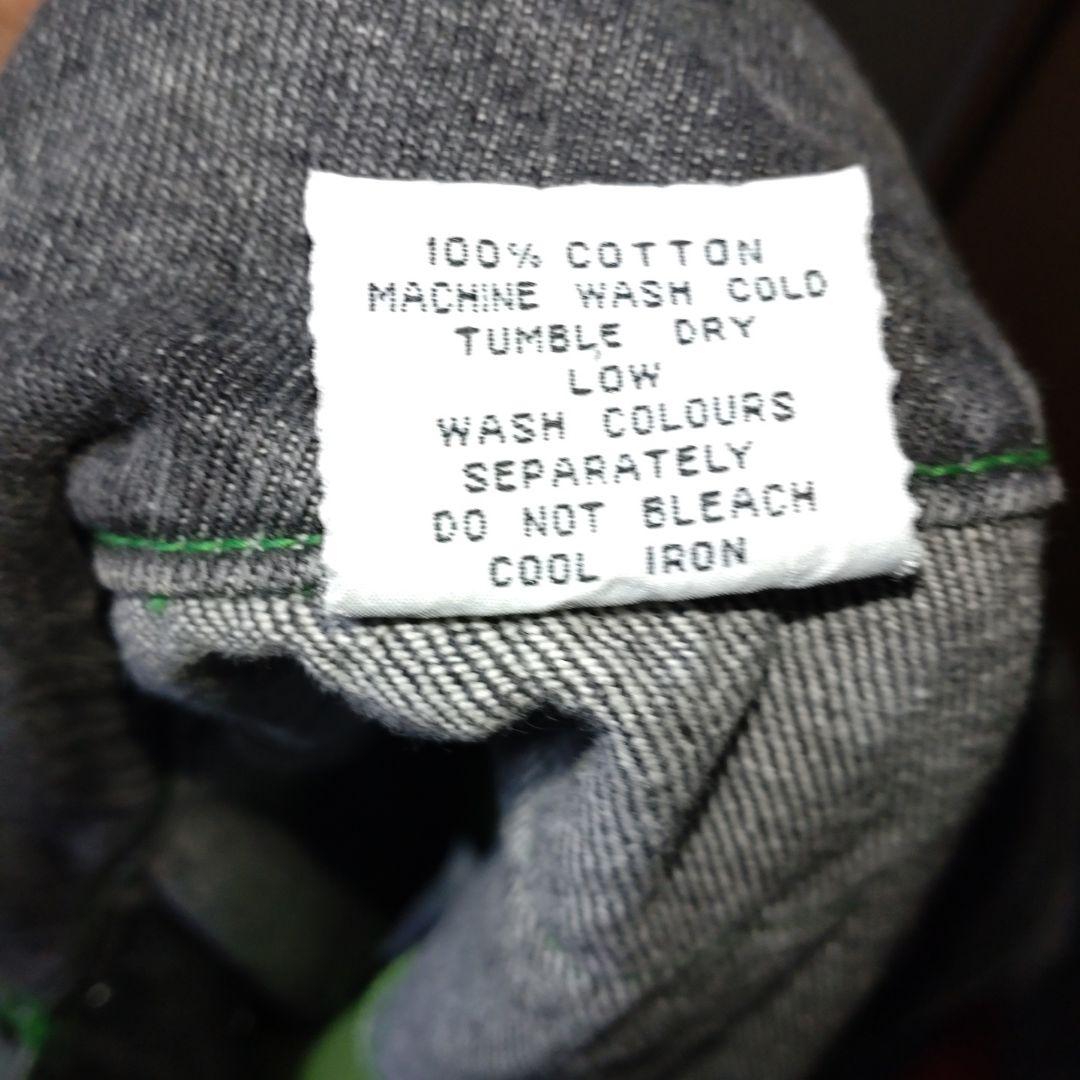 100% COTTON
MACHINE WASH COLD
TUMBLE DRY
LOW
WASH COLOURS
SEPARATELY
DO NOT BLEACH
COOL IRON